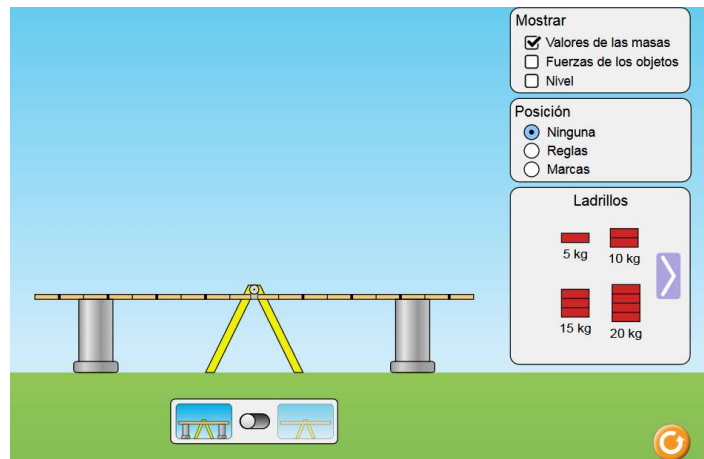 Mostrar
Valores de las masas
Fuerzas de los objetos
Nivel
Posición
Ninguna
Reglas
Marcas
Ladrillos
5 kg
10 kg
15 kg
20 kg